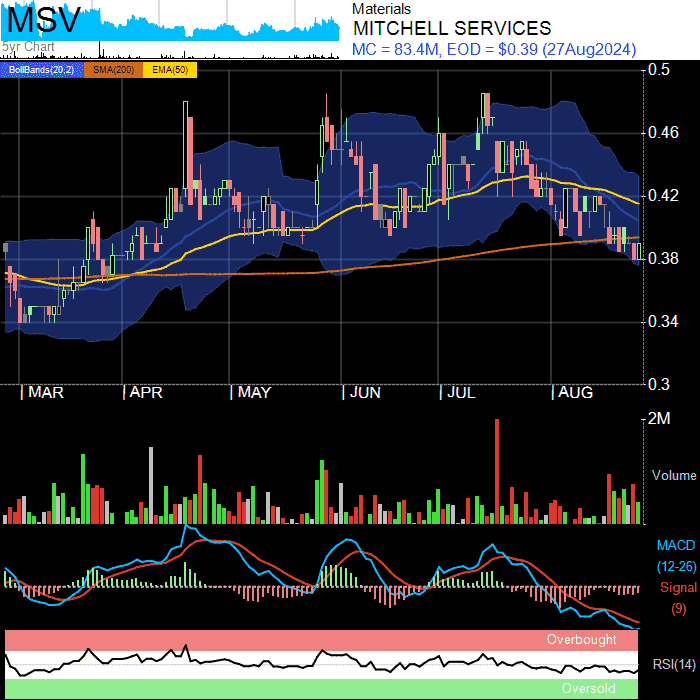 MSV
5yr Chart
Materials
MITCHELL SERVICES
MC = 83.4M, EOD = $0.39 (27Aug2024)
BollBands(20,2) SMA(200) EMA(50)
0.5
0.46
0.42
0.38
0.34
0.3
MAR APR MAY JUN JUL AUG
2M
Volume
MACD
(12-26)
Signal
(9)
Overbought
RSI(14)
Oversold